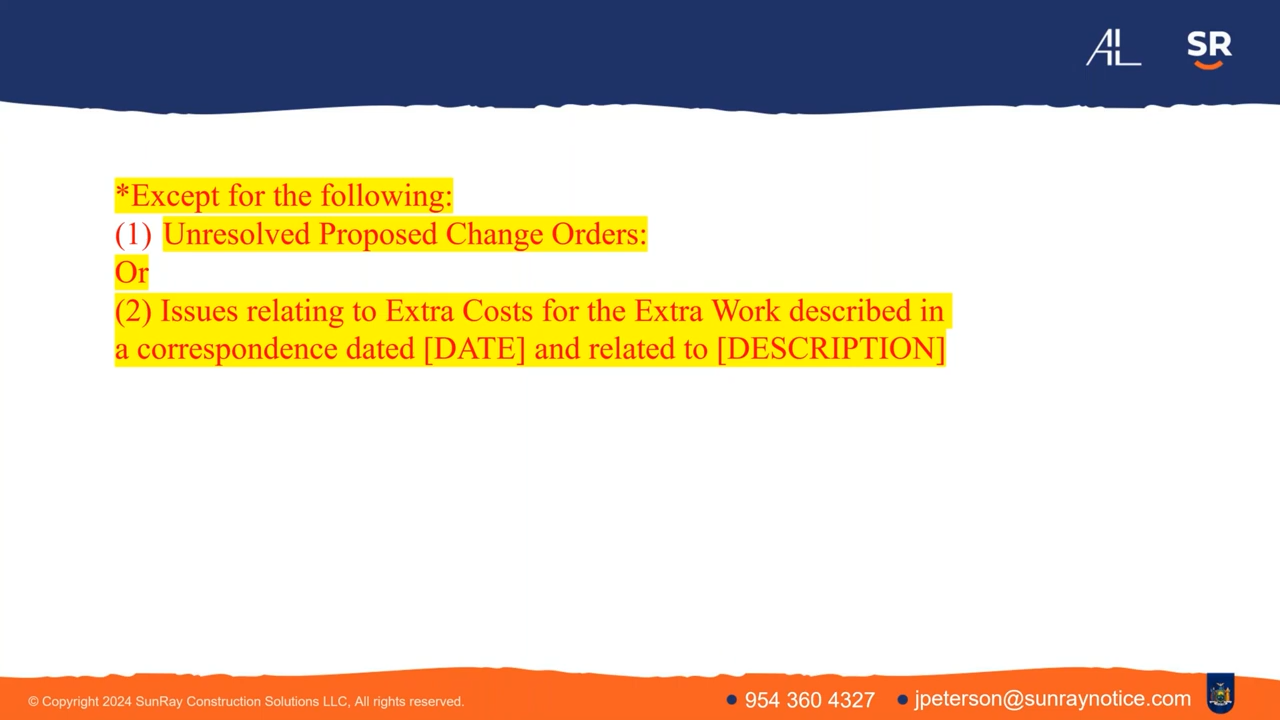 AL
SR
*Except for the following:
(1) Unresolved Proposed Change Orders:
Or
(2) Issues relating to Extra Costs for the Extra Work described in
a correspondence dated [DATE] and related to [DESCRIPTION]
© Copyright 2024 SunRay Construction Solutions LLC, All rights reserved.
954 360 4327
jpeterson@sunraynotice.com